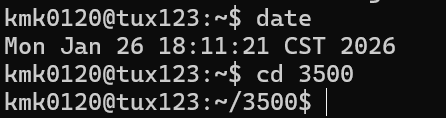 kmk0120@tux123:~$ date
Mon Jan 26 18:11:21 CST 2026
kmk0120@tux123:~$ cd 3500
kmk0120@tux123:~/3500$